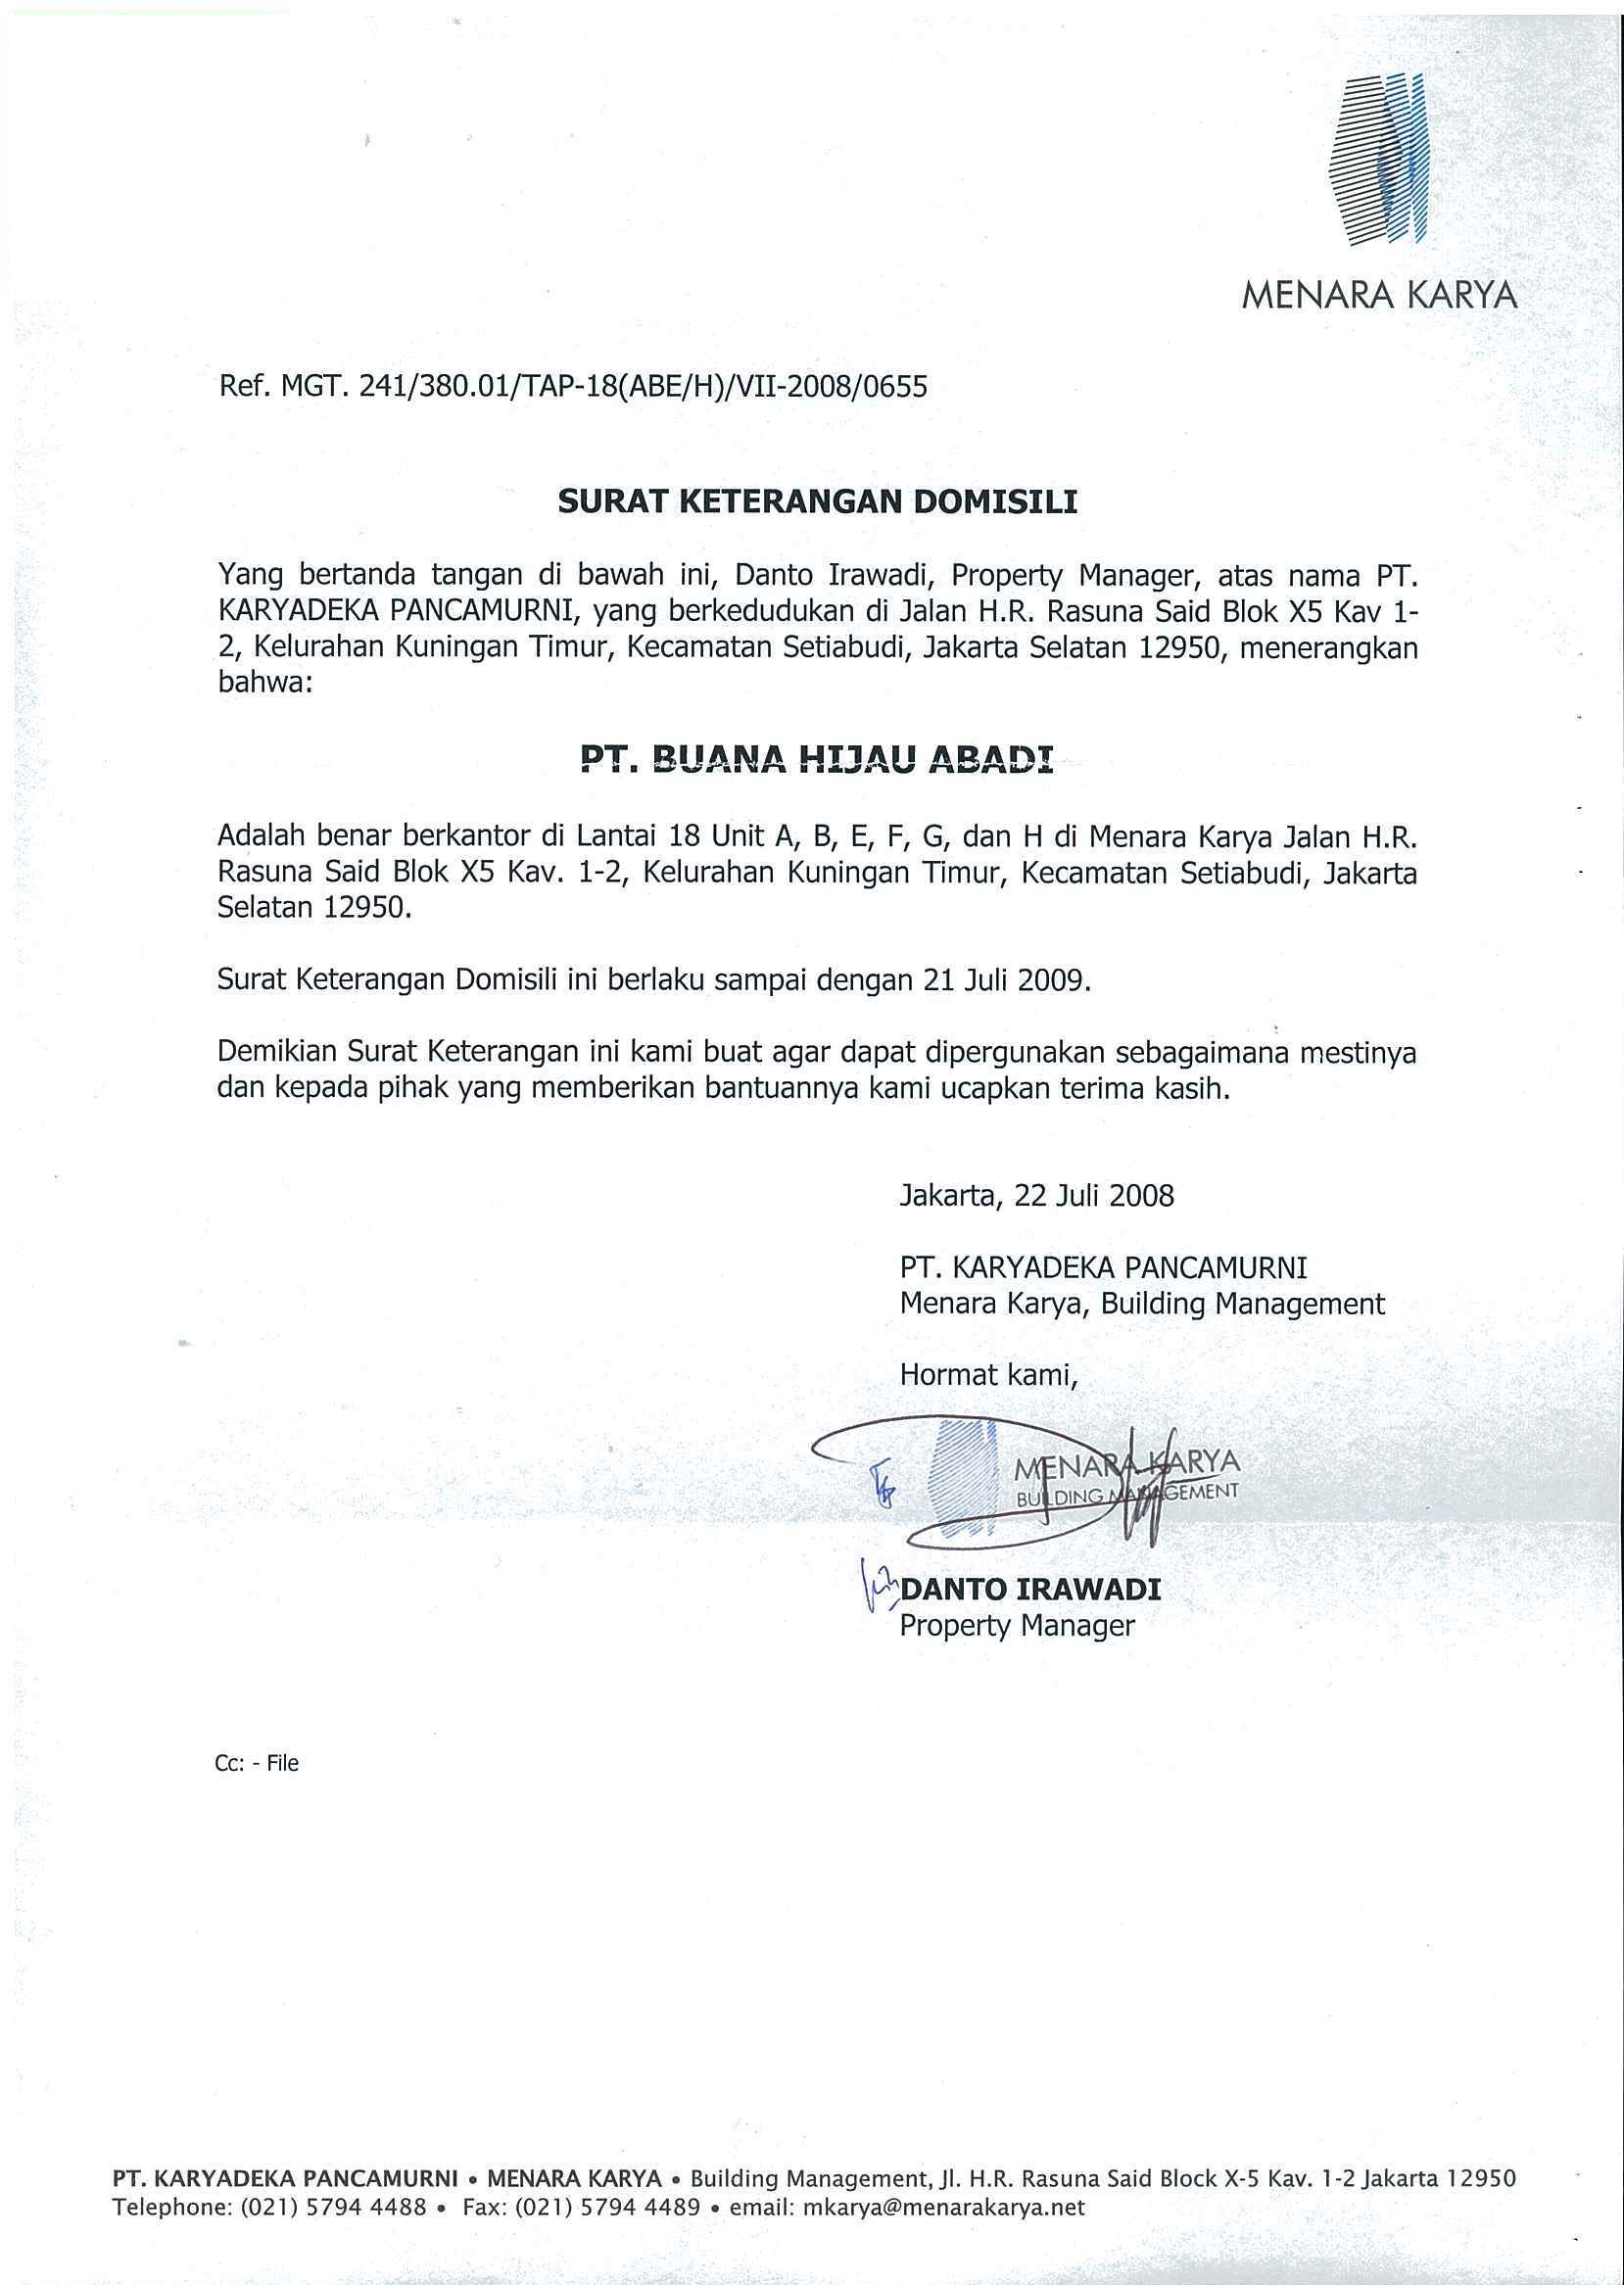 MENARA KARYA
Ref. MGT. 241/380.01/TAP-18(ABE/H)/VII-2008/0655
SURAT KETERANGAN DOMISILI
Yang bertanda tangan di bawah ini, Danto Irawadi, Property Manager, atas nama PT.
KARYADEKA PANCAMURNI, yang berkedudukan di Jalan H.R. Rasuna Said Blok X5 Kav 1-
2, Kelurahan Kuningan Timur, Kecamatan Setiabudi, Jakarta Selatan 12950, menerangkan
bahwa:
PT. BUANA HIJAU ABADI
Adalah benar berkantor di Lantai 18 Unit A, B, E, F, G, dan H di Menara Karya Jalan H.R.
Rasuna Said Blok X5 Kav. 1-2, Kelurahan Kuningan Timur, Kecamatan Setiabudi, Jakarta
Selatan 12950.
Surat Keterangan Domisili ini berlaku sampai dengan 21 Juli 2009.
Demikian Surat Keterangan ini kami buat agar dapat dipergunakan sebagaimana mestinya
dan kepada pihak yang memberikan bantuannya kami ucapkan terima kasih.
Jakarta, 22 Juli 2008
PT. KARYADEKA PANCAMURNI
Menara Karya, Building Management
Hormat kami,
MENARA KARYA
BUILDING MANAGEMENT
DANTO IRAWADI
Property Manager
Cc: - File
PT. KARYADEKA PANCAMURNI • MENARA KARYA • Building Management, Jl. H.R. Rasuna Said Block X-5 Kav. 1-2 Jakarta 12950
Telephone: (021) 5794 4488 • Fax: (021) 5794 4489 • email: mkarya@menarakarya.net